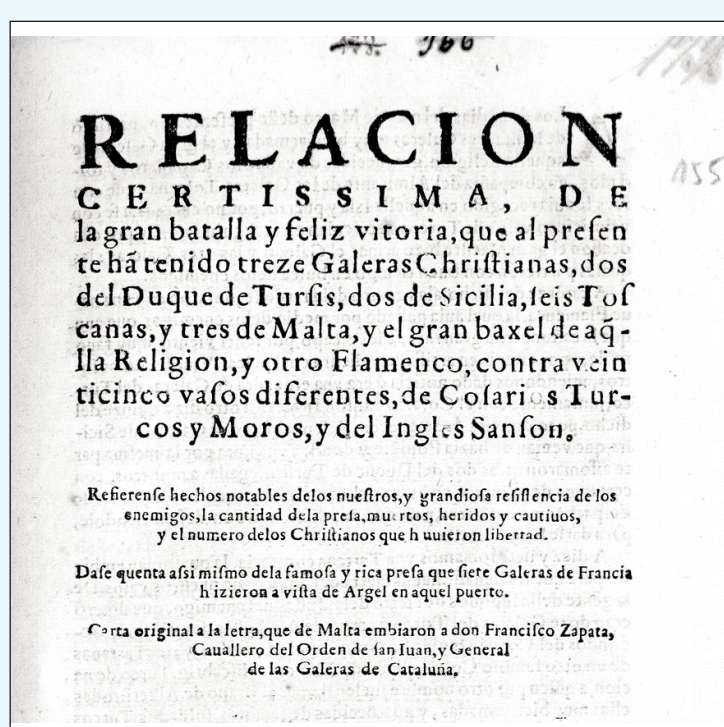 166
155
RELACION
CERTISSIMA, DE
la gran batalla y feliz vitoria, que al presen
te hã tenido treze Galeras Christianas, dos
del Duque de Tursis, dos de Sicilia, seis Tos
canas, y tres de Malta, y el gran baxel de aq̃-
lla Religion, y otro Flamenco, contra vein
ticinco vasos diferentes, de Cosarios Tur-
cos y Moros, y del Ingles Sanson.
Refierense hechos notables delos nuestros, y grandiosa resistencia de los
enemigos, la cantidad dela presa, muertos, heridos y cautiuos,
y el numero delos Christianos que huuieron libertad.
Dase quenta assi mismo dela famosa y rica presa que siete Galeras de Francia
hizieron a vista de Argel en aquel puerto.
Carta original a la letra, que de Malta embiaron a don Francisco Zapata,
Cauallero del Orden de san Iuan, y General
de las Galeras de Cataluña.